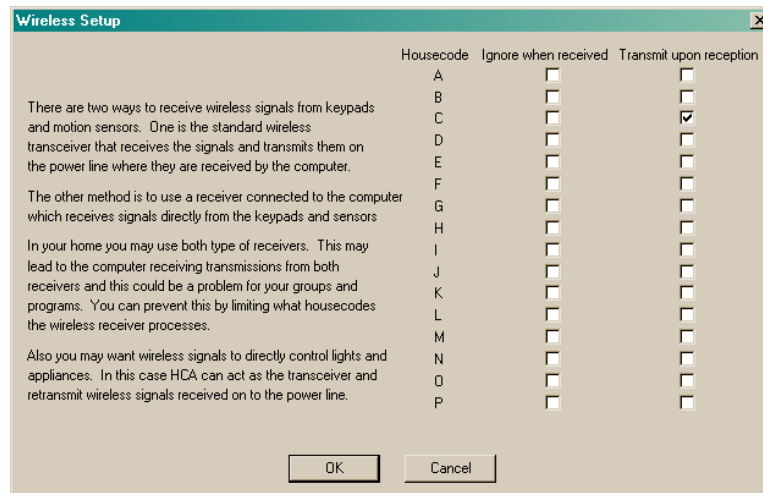 Wireless Setup
Housecode Ignore when received Transmit upon reception
A
B
C
D
E
F
G
H
I
J
K
L
M
N
O
P
There are two ways to receive wireless signals from keypads
and motion sensors. One is the standard wireless
transceiver that receives the signals and transmits them on
the power line where they are received by the computer.
The other method is to use a receiver connected to the computer
which receives signals directly from the keypads and sensors
In your home you may use both type of receivers. This may
lead to the computer receiving transmissions from both
receivers and this could be a problem for your groups and
programs. You can prevent this by limiting what housecodes
the wireless receiver processes.
Also you may want wireless signals to directly control lights and
appliances. In this case HCA can act as the transceiver and
retransmit wireless signals received on to the power line.
OK
Cancel